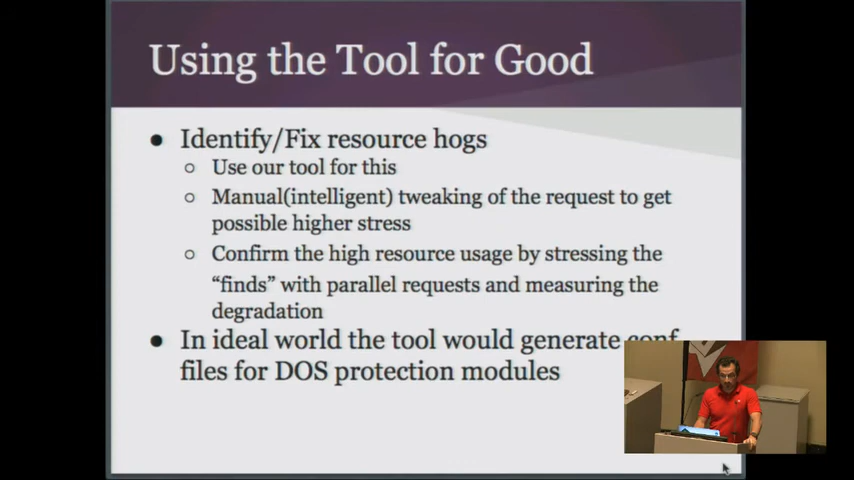 Using the Tool for Good
● Identify/Fix resource hogs
○ Use our tool for this
○ Manual(intelligent) tweaking of the request to get
possible higher stress
○ Confirm the high resource usage by stressing the
“finds” with parallel requests and measuring the
degradation
● In ideal world the tool would generate conf
files for DOS protection modules